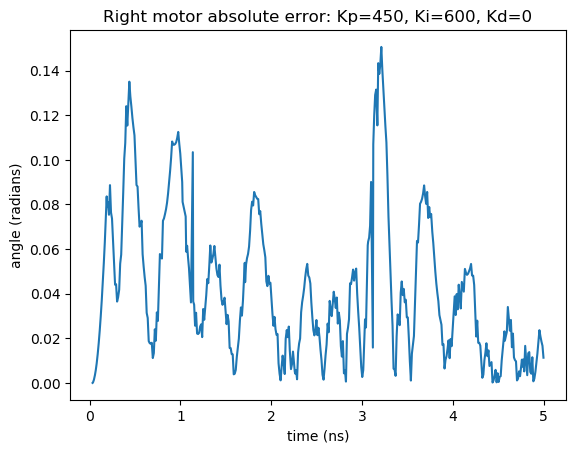 Right motor absolute error: Kp=450, Ki=600, Kd=0
angle (radians)
0.14
0.12
0.10
0.08
0.06
0.04
0.02
0.00
0 1 2 3 4 5
time (ns)